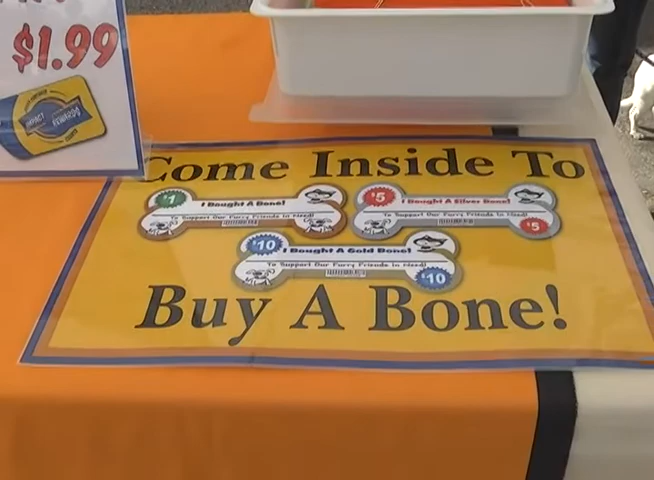 $1.99
IMPACT
REWARDS
Come Inside To
$1 I Bought A Bone!
To Support Our Furry Friends In Need!
$5 I Bought A Silver Bone!
To Support Our Furry Friends In Need!
$5
$10 I Bought A Gold Bone!
To Support Our Furry Friends In Need!
$10
Buy A Bone!